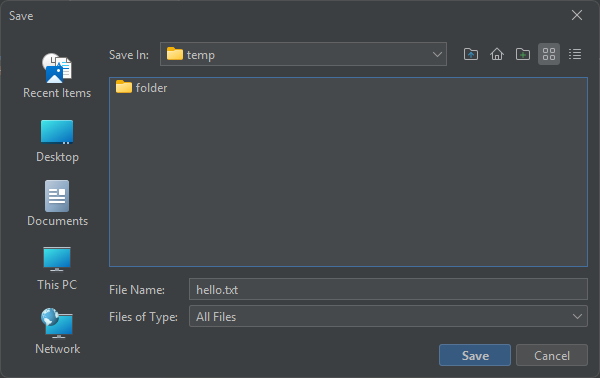 Save
Save In: temp
Recent Items
Desktop
Documents
This PC
Network
folder
File Name: hello.txt
Files of Type: All Files
Save Cancel